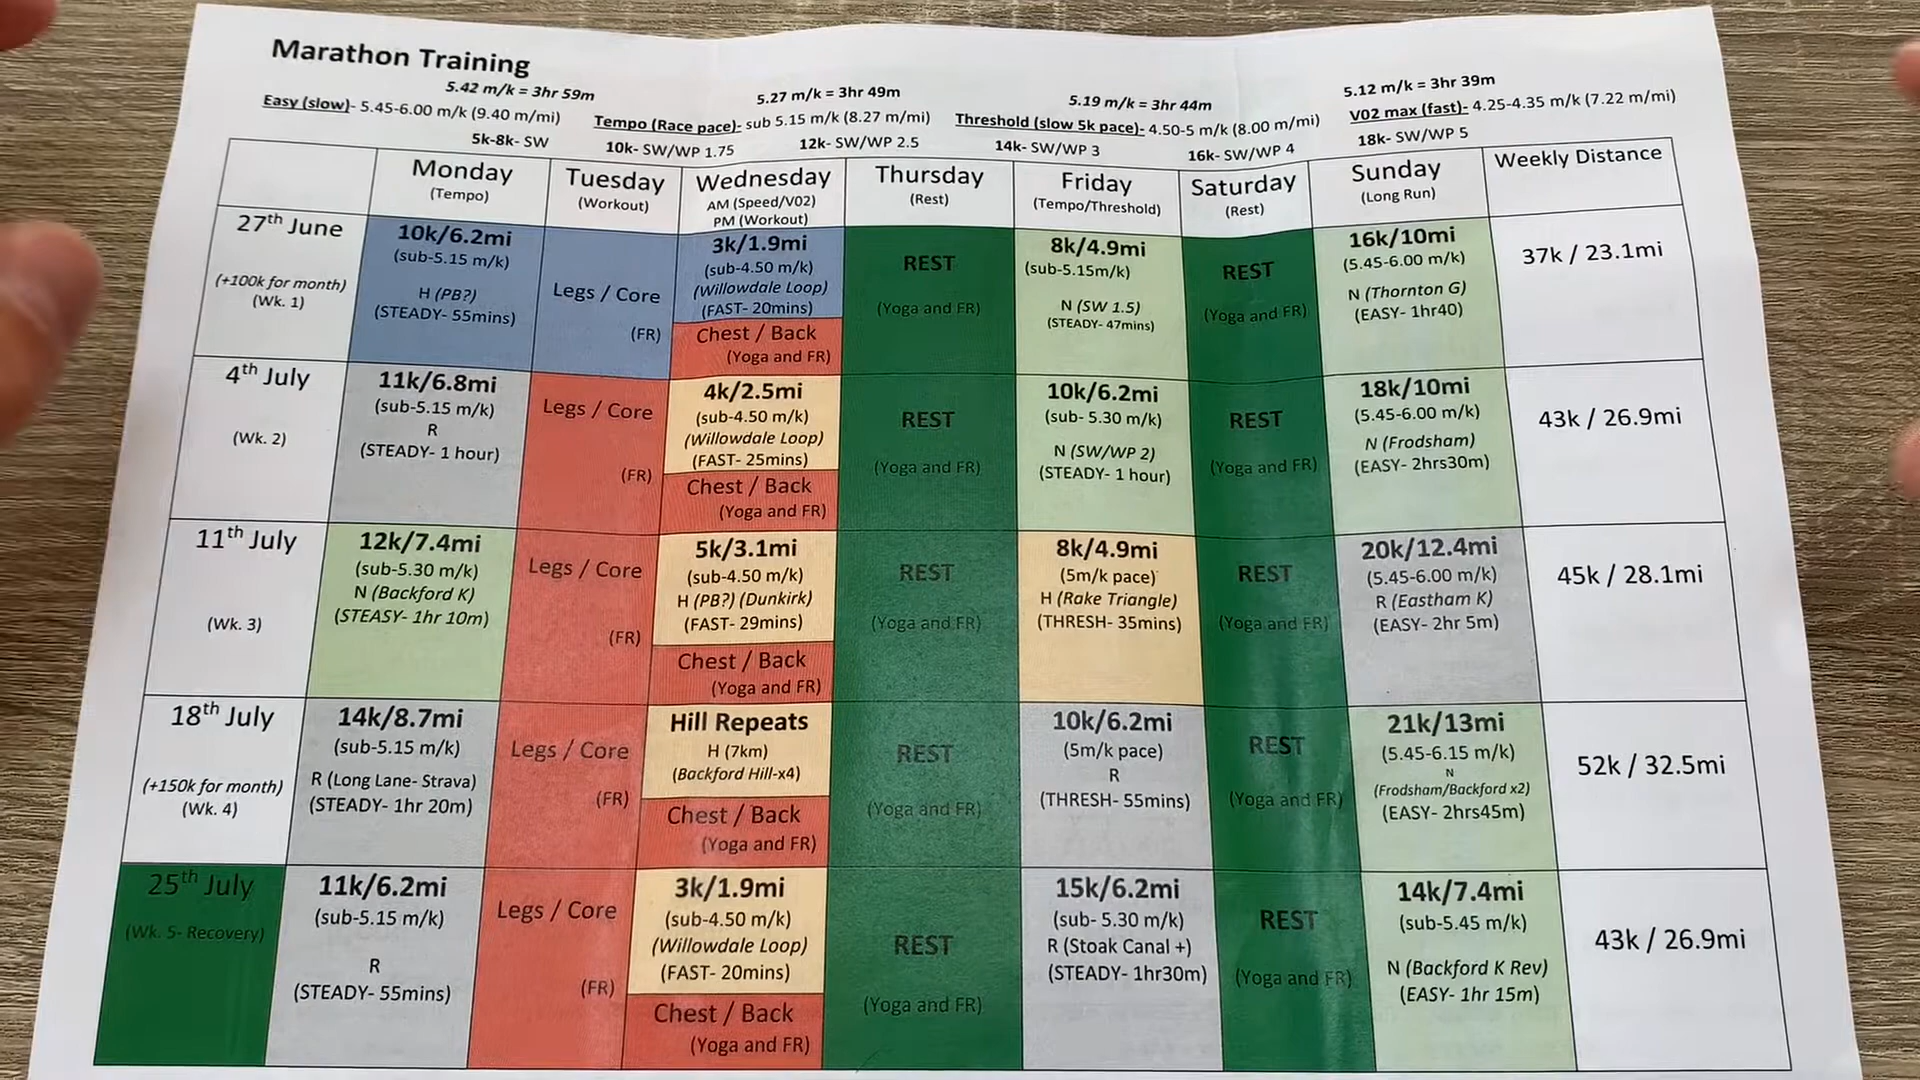 Marathon Training
5.42 m/k = 3hr 59m
5.27 m/k = 3hr 49m
5.19 m/k = 3hr 44m
5.12 m/k = 3hr 39m
Easy (slow)- 5.45-6.00 m/k (9.40 m/mi)
Tempo (Race pace)- sub 5.15 m/k (8.27 m/mi)
Threshold (slow 5k pace)- 4.50-5 m/k (8.00 m/mi)
V02 max (fast)- 4.25-4.35 m/k (7.22 m/mi)
5k-8k- SW
10k- SW/WP 1.75
12k- SW/WP 2.5
14k- SW/WP 3
16k- SW/WP 4
18k- SW/WP 5
Monday
(Tempo)
Tuesday
(Workout)
Wednesday
AM (Speed/V02)
PM (Workout)
Thursday
(Rest)
Friday
(Tempo/Threshold)
Saturday
(Rest)
Sunday
(Long Run)
Weekly Distance
27th June
(+100k for month)
(Wk. 1)
10k/6.2mi
(sub-5.15 m/k)
H (PB?)
(STEADY- 55mins)
Legs / Core
(FR)
3k/1.9mi
(sub-4.50 m/k)
(Willowdale Loop)
(FAST- 20mins)
Chest / Back
(Yoga and FR)
REST
(Yoga and FR)
8k/4.9mi
(sub-5.15m/k)
N (SW 1.5)
(STEADY- 47mins)
REST
(Yoga and FR)
16k/10mi
(5.45-6.00 m/k)
N (Thornton G)
(EASY- 1hr40)
37k / 23.1mi
4th July
(Wk. 2)
11k/6.8mi
(sub-5.15 m/k)
R
(STEADY- 1 hour)
Legs / Core
(FR)
4k/2.5mi
(sub-4.50 m/k)
(Willowdale Loop)
(FAST- 25mins)
Chest / Back
(Yoga and FR)
REST
(Yoga and FR)
10k/6.2mi
(sub- 5.30 m/k)
N (SW/WP 2)
(STEADY- 1 hour)
REST
(Yoga and FR)
18k/10mi
(5.45-6.00 m/k)
N (Frodsham)
(EASY- 2hrs30m)
43k / 26.9mi
11th July
(Wk. 3)
12k/7.4mi
(sub-5.30 m/k)
N (Backford K)
(STEASY- 1hr 10m)
Legs / Core
(FR)
5k/3.1mi
(sub-4.50 m/k)
H (PB?) (Dunkirk)
(FAST- 29mins)
Chest / Back
(Yoga and FR)
REST
(Yoga and FR)
8k/4.9mi
(5m/k pace)
H (Rake Triangle)
(THRESH- 35mins)
REST
(Yoga and FR)
20k/12.4mi
(5.45-6.00 m/k)
R (Eastham K)
(EASY- 2hr 5m)
45k / 28.1mi
18th July
(+150k for month)
(Wk. 4)
14k/8.7mi
(sub-5.15 m/k)
R (Long Lane- Strava)
(STEADY- 1hr 20m)
Legs / Core
(FR)
Hill Repeats
H (7km)
(Backford Hill-x4)
Chest / Back
(Yoga and FR)
REST
(Yoga and FR)
10k/6.2mi
(5m/k pace)
R
(THRESH- 55mins)
REST
(Yoga and FR)
21k/13mi
(5.45-6.15 m/k)
N
(Frodsham/Backford x2)
(EASY- 2hrs45m)
52k / 32.5mi
25th July
(Wk. 5- Recovery)
11k/6.2mi
(sub-5.15 m/k)
R
(STEADY- 55mins)
Legs / Core
(FR)
3k/1.9mi
(sub-4.50 m/k)
(Willowdale Loop)
(FAST- 20mins)
Chest / Back
(Yoga and FR)
REST
(Yoga and FR)
15k/6.2mi
(sub- 5.30 m/k)
R (Stoak Canal +)
(STEADY- 1hr30m)
REST
(Yoga and FR)
14k/7.4mi
(sub-5.45 m/k)
N (Backford K Rev)
(EASY- 1hr 15m)
43k / 26.9mi